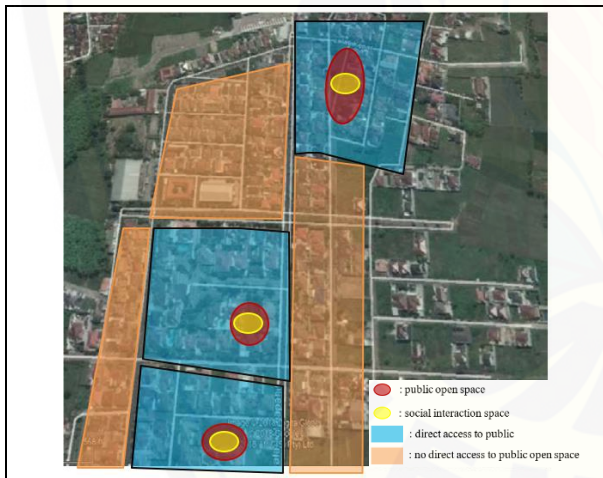 : public open space
: social interaction space
: direct access to public
: no direct access to public open space